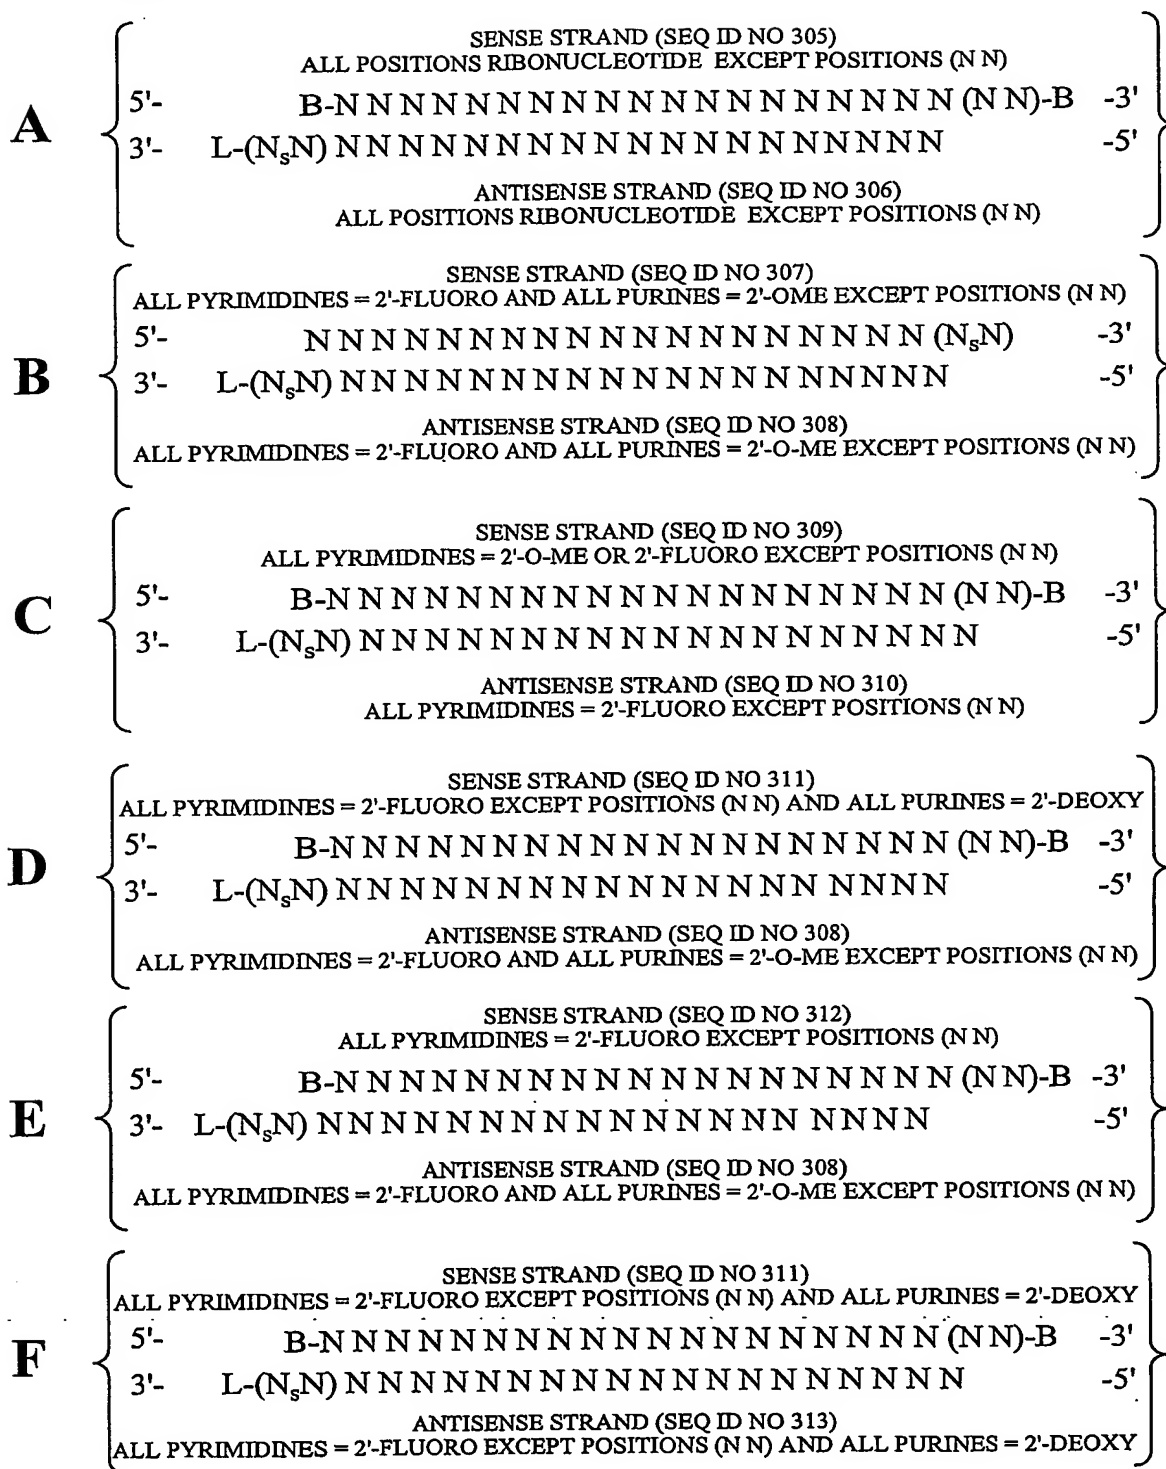 SENSE STRAND (SEQ ID NO 305)
ALL POSITIONS RIBONUCLEOTIDE EXCEPT POSITIONS (N N)
A
5'- B-N N N N N N N N N N N N N N N N N N N (N N)-B -3'
3'- L-(NₛN) N N N N N N N N N N N N N N N N N N N -5'
ANTISENSE STRAND (SEQ ID NO 306)
ALL POSITIONS RIBONUCLEOTIDE EXCEPT POSITIONS (N N)
SENSE STRAND (SEQ ID NO 307)
ALL PYRIMIDINES = 2'-FLUORO AND ALL PURINES = 2'-OME EXCEPT POSITIONS (N N)
B
5'- N N N N N N N N N N N N N N N N N N N (NₛN) -3'
3'- L-(NₛN) N N N N N N N N N N N N N N N N N N N -5'
ANTISENSE STRAND (SEQ ID NO 308)
ALL PYRIMIDINES = 2'-FLUORO AND ALL PURINES = 2'-O-ME EXCEPT POSITIONS (N N)
SENSE STRAND (SEQ ID NO 309)
ALL PYRIMIDINES = 2'-O-ME OR 2'-FLUORO EXCEPT POSITIONS (N N)
C
5'- B-N N N N N N N N N N N N N N N N N N N (N N)-B -3'
3'- L-(NₛN) N N N N N N N N N N N N N N N N N N N -5'
ANTISENSE STRAND (SEQ ID NO 310)
ALL PYRIMIDINES = 2'-FLUORO EXCEPT POSITIONS (N N)
SENSE STRAND (SEQ ID NO 311)
ALL PYRIMIDINES = 2'-FLUORO EXCEPT POSITIONS (N N) AND ALL PURINES = 2'-DEOXY
D
5'- B-N N N N N N N N N N N N N N N N N N N (N N)-B -3'
3'- L-(NₛN) N N N N N N N N N N N N N N N N N N N -5'
ANTISENSE STRAND (SEQ ID NO 308)
ALL PYRIMIDINES = 2'-FLUORO AND ALL PURINES = 2'-O-ME EXCEPT POSITIONS (N N)
SENSE STRAND (SEQ ID NO 312)
ALL PYRIMIDINES = 2'-FLUORO EXCEPT POSITIONS (N N)
E
5'- B-N N N N N N N N N N N N N N N N N N N (N N)-B -3'
3'- L-(NₛN) N N N N N N N N N N N N N N N N N N N -5'
ANTISENSE STRAND (SEQ ID NO 308)
ALL PYRIMIDINES = 2'-FLUORO AND ALL PURINES = 2'-O-ME EXCEPT POSITIONS (N N)
SENSE STRAND (SEQ ID NO 311)
ALL PYRIMIDINES = 2'-FLUORO EXCEPT POSITIONS (N N) AND ALL PURINES = 2'-DEOXY
F
5'- B-N N N N N N N N N N N N N N N N N N N (N N)-B -3'
3'- L-(NₛN) N N N N N N N N N N N N N N N N N N N -5'
ANTISENSE STRAND (SEQ ID NO 313)
ALL PYRIMIDINES = 2'-FLUORO EXCEPT POSITIONS (N N) AND ALL PURINES = 2'-DEOXY